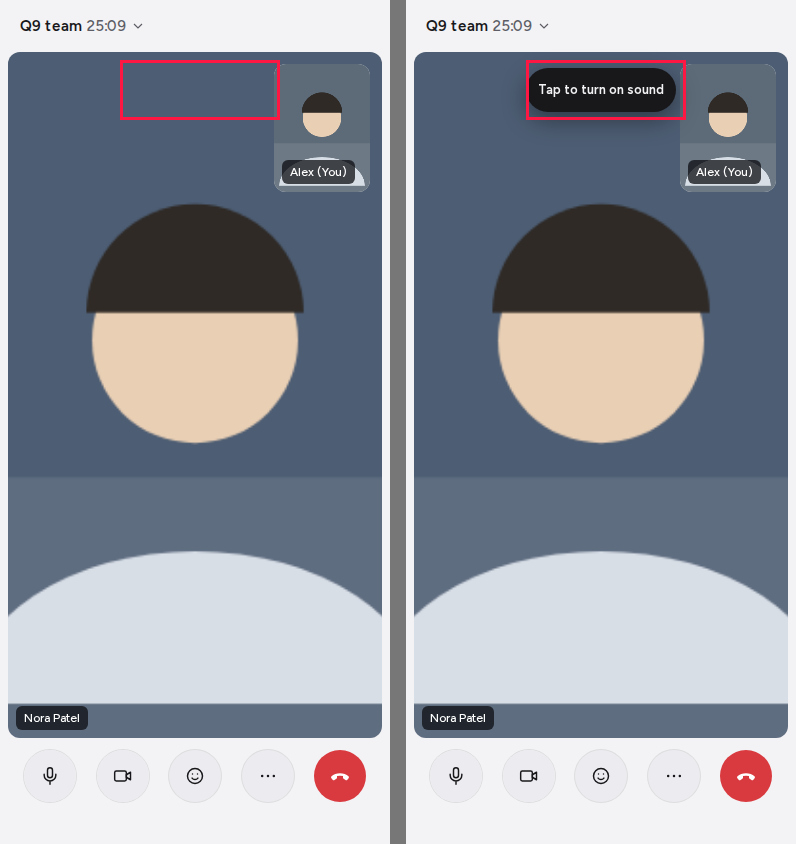 Q9 team 25:09
Alex (You)
Nora Patel
Q9 team 25:09
Tap to turn on sound
Alex (You)
Nora Patel